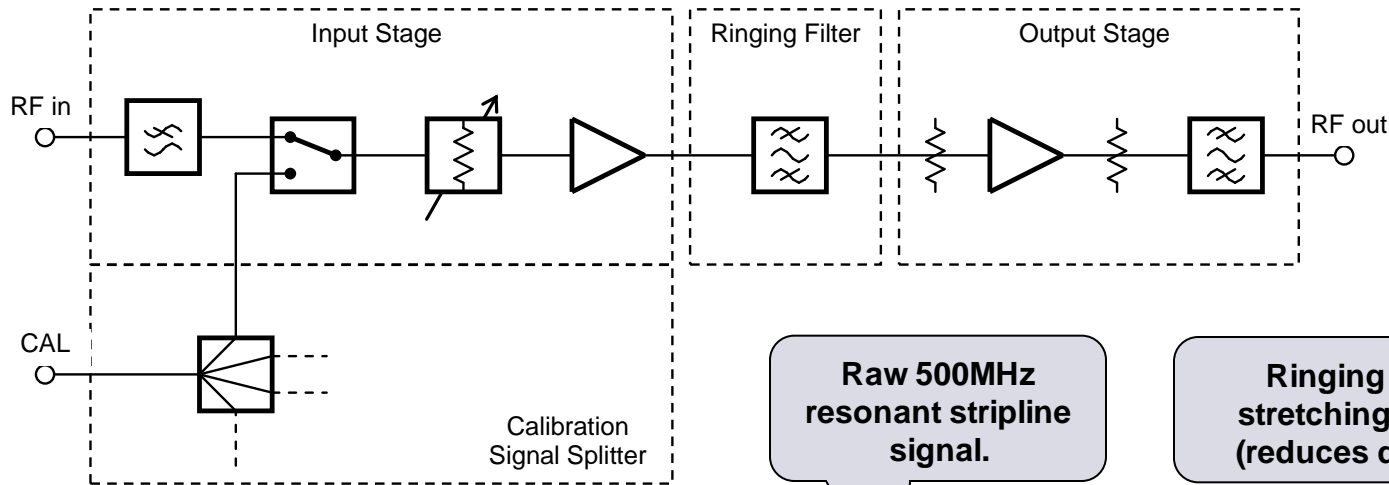 Input Stage
Ringing Filter
Output Stage
RF in
RF out
CAL
Calibration
Signal Splitter
Raw 500MHz
resonant stripline
signal.
Ringing
stretching
(reduces